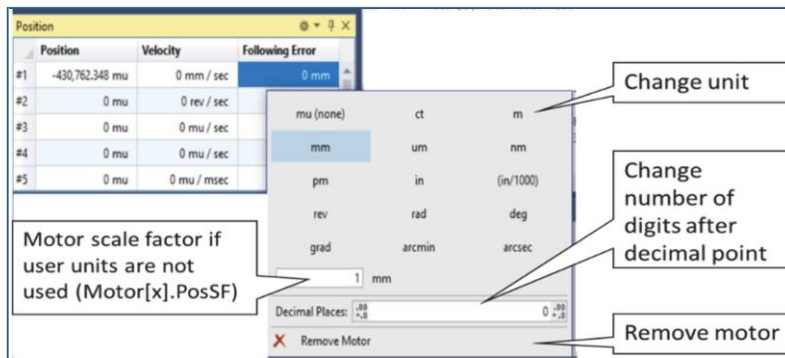 Position
Position Velocity Following Error
#1 -430,762.348 mu 0 mm / sec 0 mm
#2 0 mu 0 rev / sec
#3 0 mu 0 mu / sec
#4 0 mu 0 mu / sec
#5 0 mu 0 mu / msec
mu (none) ct m
mm um nm
pm in (in/1000)
rev rad deg
grad arcmin arcsec
1 mm
Decimal Places: .00 +.0 0 .00 +.0
Remove Motor
Change unit
Change
number of
digits after
decimal point
Motor scale factor if
user units are not
used (Motor[x].PosSF)
Remove motor